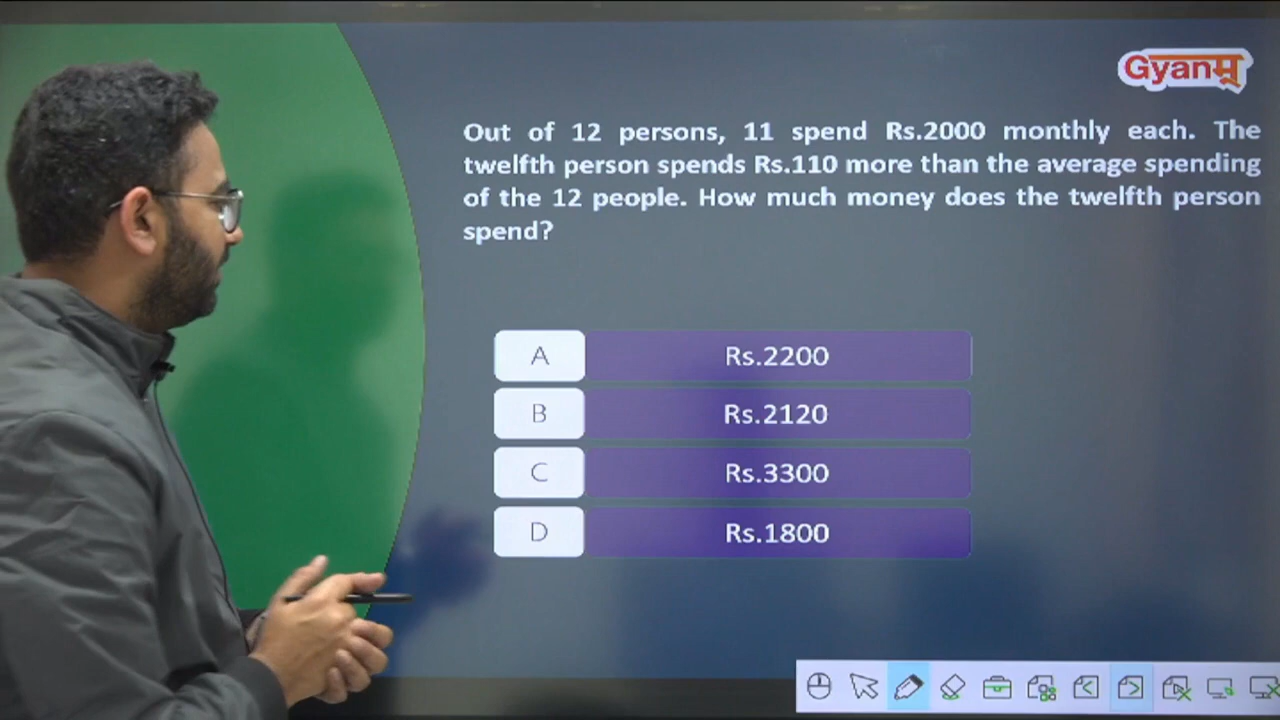 Gyanम्
Out of 12 persons, 11 spend Rs.2000 monthly each. The
twelfth person spends Rs.110 more than the average spending
of the 12 people. How much money does the twelfth person
spend?
A Rs.2200
B Rs.2120
C Rs.3300
D Rs.1800